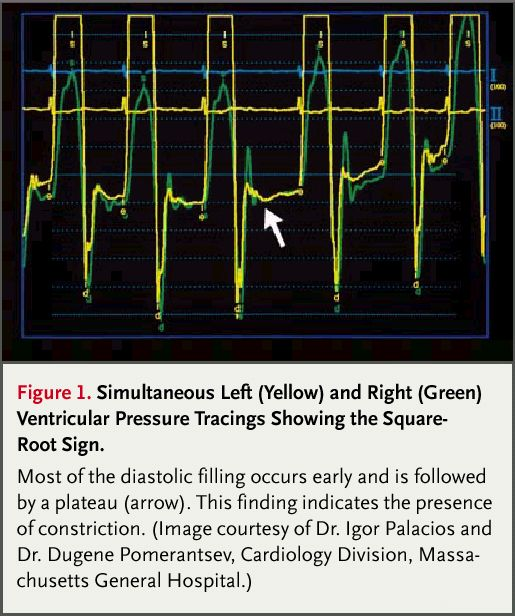 I
(100)
II
(100)
s s s s s s
e e e e
d d d d d d
d d d d d d
Figure 1. Simultaneous Left (Yellow) and Right (Green)
Ventricular Pressure Tracings Showing the Square-
Root Sign.
Most of the diastolic filling occurs early and is followed
by a plateau (arrow). This finding indicates the presence
of constriction. (Image courtesy of Dr. Igor Palacios and
Dr. Dugene Pomerantsev, Cardiology Division, Massa-
chusetts General Hospital.)